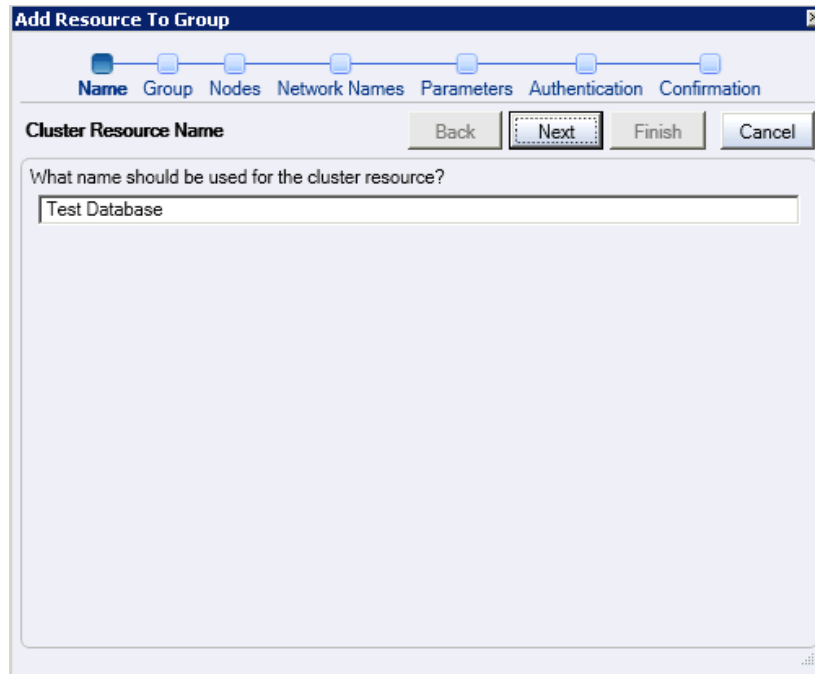 Add Resource To Group
Name Group Nodes Network Names Parameters Authentication Confirmation
Cluster Resource Name Back Next Finish Cancel
What name should be used for the cluster resource?
Test Database